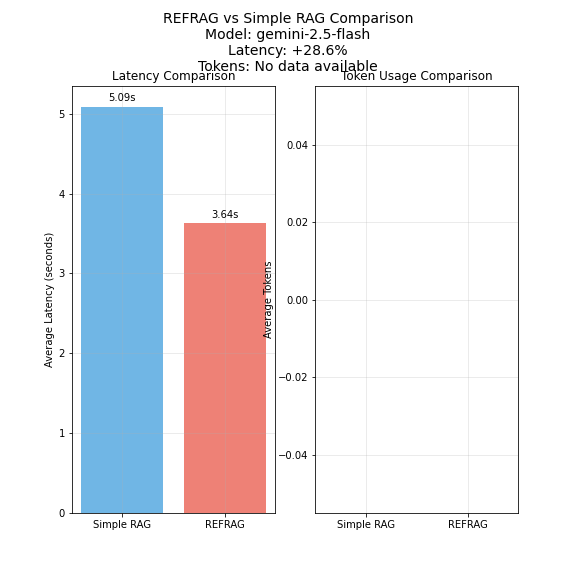 REFRAG vs Simple RAG Comparison
Model: gemini-2.5-flash
Latency: +28.6%
Tokens: No data available
Latency Comparison
Token Usage Comparison
5.09s
3.64s
5
4
3
2
1
0
Average Latency (seconds)
Simple RAG
REFRAG
0.04
0.02
0.00
−0.02
−0.04
Average Tokens
Simple RAG
REFRAG